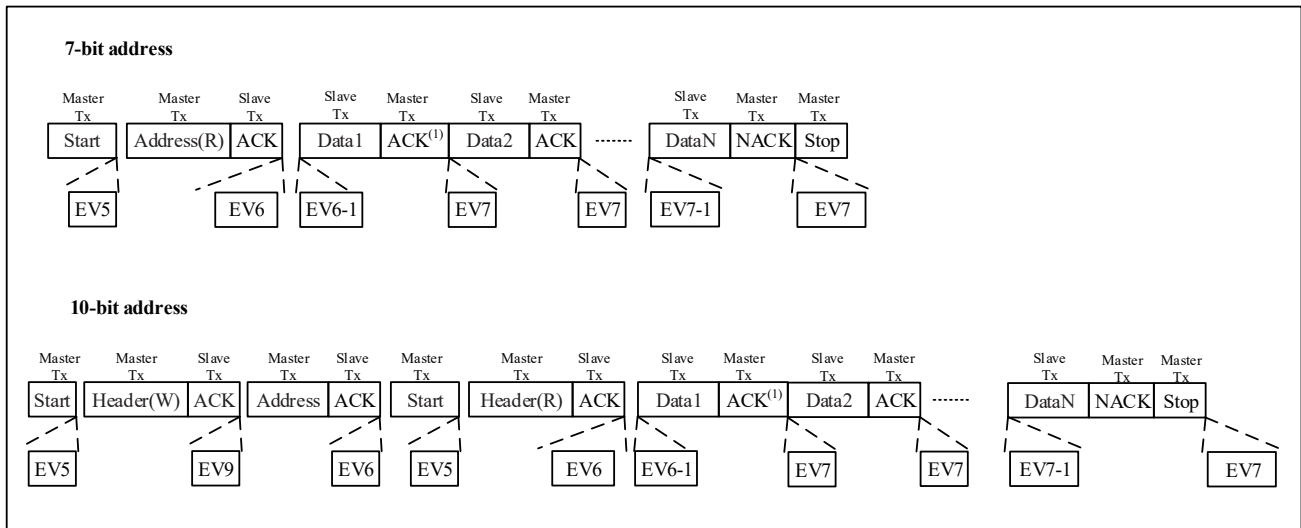 7-bit address
Master Tx Master Tx Slave Tx Slave Tx Master Tx Slave Tx Master Tx Slave Tx Master Tx Master Tx
Start Address(R) ACK Data1 ACK(1) Data2 ACK ........ DataN NACK Stop
EV5 EV6 EV6-1 EV7 EV7 EV7-1 EV7
10-bit address
Master Tx Master Tx Slave Tx Master Tx Slave Tx Master Tx Master Tx Slave Tx Slave Tx Master Tx Slave Tx Master Tx Slave Tx Master Tx Master Tx
Start Header(W) ACK Address ACK Start Header(R) ACK Data1 ACK(1) Data2 ACK ........ DataN NACK Stop
EV5 EV9 EV6 EV5 EV6 EV6-1 EV7 EV7 EV7-1 EV7